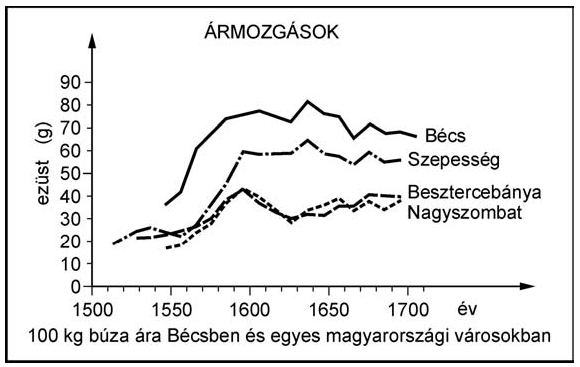 ÁRMOZGÁSOK
ezüst (g)
90
80
70
60
50
40
30
20
10
0
Bécs
Szepesség
Besztercebánya
Nagyszombat
1500 1550 1600 1650 1700 év
100 kg búza ára Bécsben és egyes magyarországi városokban